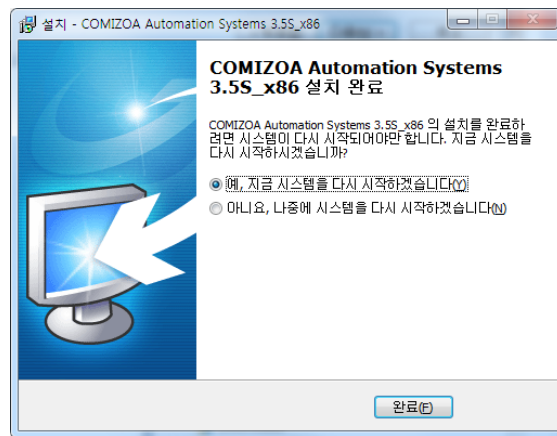 설치 - COMIZOA Automation Systems 3.5S_x86
COMIZOA Automation Systems
3.5S_x86 설치 완료
COMIZOA Automation Systems 3.5S_x86 의 설치를 완료하
려면 시스템이 다시 시작되어야만 합니다. 지금 시스템을
다시 시작하시겠습니까?
예, 지금 시스템을 다시 시작하겠습니다(Y)
아니요, 나중에 시스템을 다시 시작하겠습니다(N)
완료(F)